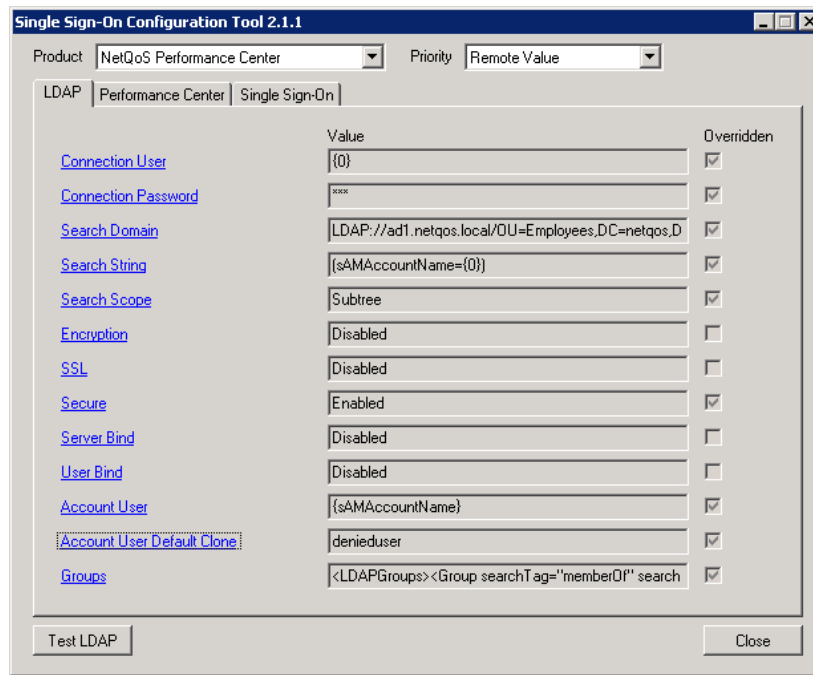 Single Sign-On Configuration Tool 2.1.1
Product NetQoS Performance Center Priority Remote Value
LDAP Performance Center Single Sign-On
Value Overridden
Connection User {0}
Connection Password ***
Search Domain LDAP://ad1.netqos.local/OU=Employees,DC=netqos,D
Search String (sAMAccountName={0})
Search Scope Subtree
Encryption Disabled
SSL Disabled
Secure Enabled
Server Bind Disabled
User Bind Disabled
Account User {sAMAccountName}
Account User Default Clone denieduser
Groups <LDAPGroups><Group searchTag="memberOf" search
Test LDAP Close